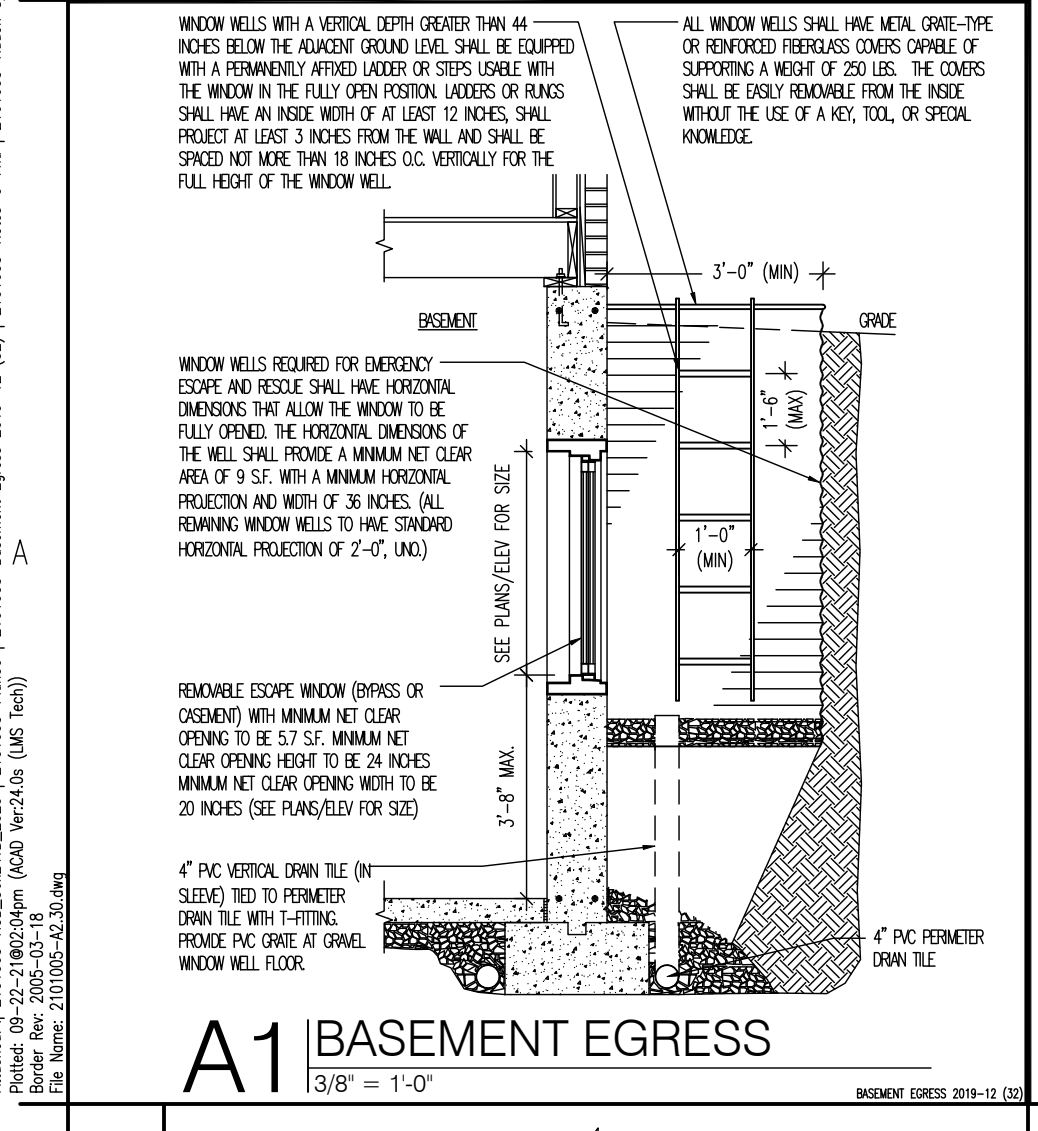 WINDOW WELLS WITH A VERTICAL DEPTH GREATER THAN 44
INCHES BELOW THE ADJACENT GROUND LEVEL SHALL BE EQUIPPED
WITH A PERMANENTLY AFFIXED LADDER OR STEPS USABLE WITH
THE WINDOW IN THE FULLY OPEN POSITION. LADDERS OR RUNGS
SHALL HAVE AN INSIDE WIDTH OF AT LEAST 12 INCHES, SHALL
PROJECT AT LEAST 3 INCHES FROM THE WALL AND SHALL BE
SPACED NOT MORE THAN 18 INCHES O.C. VERTICALLY FOR THE
FULL HEIGHT OF THE WINDOW WELL.
ALL WINDOW WELLS SHALL HAVE METAL GRATE-TYPE
OR REINFORCED FIBERGLASS COVERS CAPABLE OF
SUPPORTING A WEIGHT OF 250 LBS. THE COVERS
SHALL BE EASILY REMOVABLE FROM THE INSIDE
WITHOUT THE USE OF A KEY, TOOL, OR SPECIAL
KNOWLEDGE.
3'-0" (MIN)
BASEMENT
GRADE
WINDOW WELLS REQUIRED FOR EMERGENCY
ESCAPE AND RESCUE SHALL HAVE HORIZONTAL
DIMENSIONS THAT ALLOW THE WINDOW TO BE
FULLY OPENED. THE HORIZONTAL DIMENSIONS OF
THE WELL SHALL PROVIDE A MINIMUM NET CLEAR
AREA OF 9 S.F. WITH A MINIMUM HORIZONTAL
PROJECTION AND WIDTH OF 36 INCHES. (ALL
REMAINING WINDOW WELLS TO HAVE STANDARD
HORIZONTAL PROJECTION OF 2'-0", UNO.)
1'-6"
(MAX)
SEE PLANS/ELEV FOR SIZE
1'-0"
(MIN)
REMOVABLE ESCAPE WINDOW (BYPASS OR
CASEMENT) WITH MINIMUM NET CLEAR
OPENING TO BE 5.7 S.F. MINIMUM NET
CLEAR OPENING HEIGHT TO BE 24 INCHES
MINIMUM NET CLEAR OPENING WIDTH TO BE
20 INCHES (SEE PLANS/ELEV FOR SIZE)
3'-8" MAX.
4" PVC VERTICAL DRAIN TILE (IN
SLEEVE) TIED TO PERIMETER
DRAIN TILE WITH T-FITTING.
PROVIDE PVC GRATE AT GRAVEL
WINDOW WELL FLOOR.
4" PVC PERIMETER
DRIAN TILE
A1
BASEMENT EGRESS
3/8" = 1'-0"
BASEMENT EGRESS 2019-12 (32)
A
Plotted: 09-22-21@02:04pm (ACAD Ver:24.0s (LMS Tech))
Border Rev: 2005-03-18
File Name: 2101005-A2.30.dwg